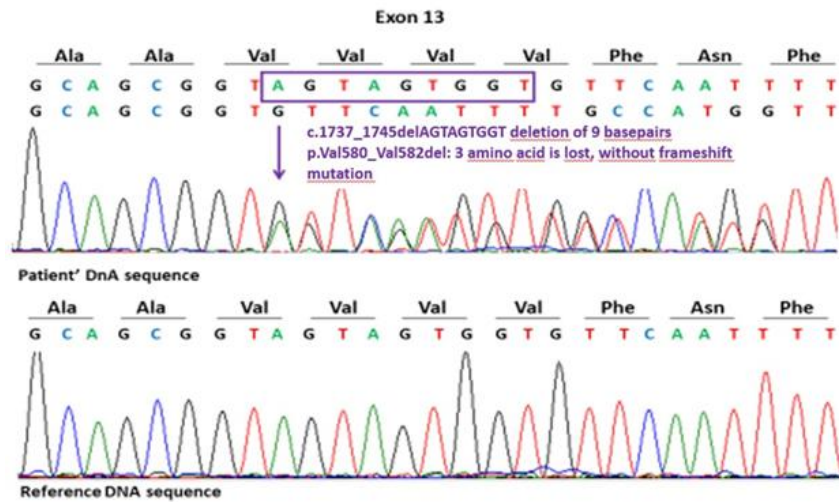 Exon 13
Ala Ala Val Val Val Val Phe Asn Phe
G C A G C G G T A G T A G T G G T G T T C A A T T T T
G C A G C G G T G T T C A A T T T T G C C A T G G T T
c.1737_1745delAGTAGTGGT deletion of 9 basepairs
p.Val580_Val582del: 3 amino acid is lost, without frameshift
mutation
Patient' DnA sequence
Ala Ala Val Val Val Val Phe Asn Phe
G C A G C G G T A G T A G T G G T G T T C A A T T T T
Reference DNA sequence